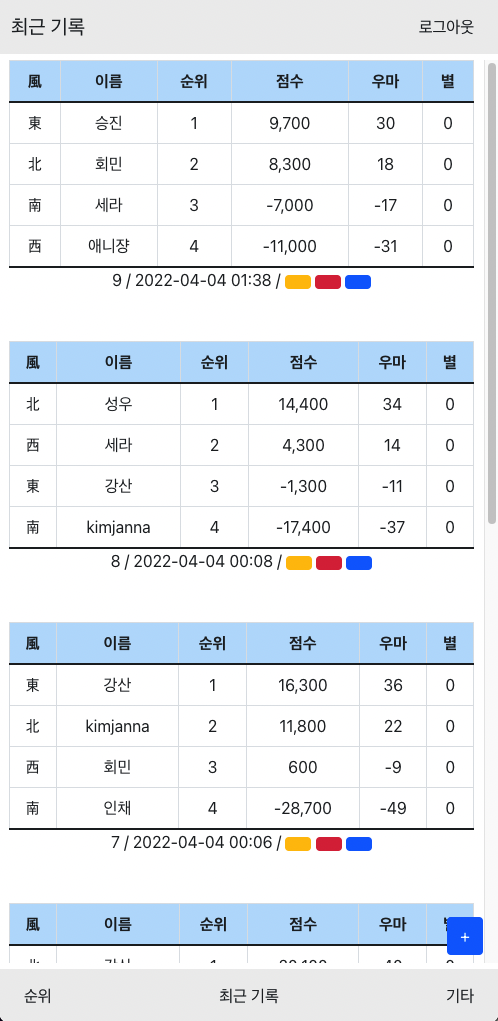 최근 기록 로그아웃
風 이름 순위 점수 우마 별
東 승진 1 9,700 30 0
北 회민 2 8,300 18 0
南 세라 3 -7,000 -17 0
西 애니쟝 4 -11,000 -31 0
9 / 2022-04-04 01:38 /
風 이름 순위 점수 우마 별
北 성우 1 14,400 34 0
西 세라 2 4,300 14 0
東 강산 3 -1,300 -11 0
南 kimjanna 4 -17,400 -37 0
8 / 2022-04-04 00:08 /
風 이름 순위 점수 우마 별
東 강산 1 16,300 36 0
北 kimjanna 2 11,800 22 0
西 회민 3 600 -9 0
南 인채 4 -28,700 -49 0
7 / 2022-04-04 00:06 /
風 이름 순위 점수 우마
+
순위 최근 기록 기타